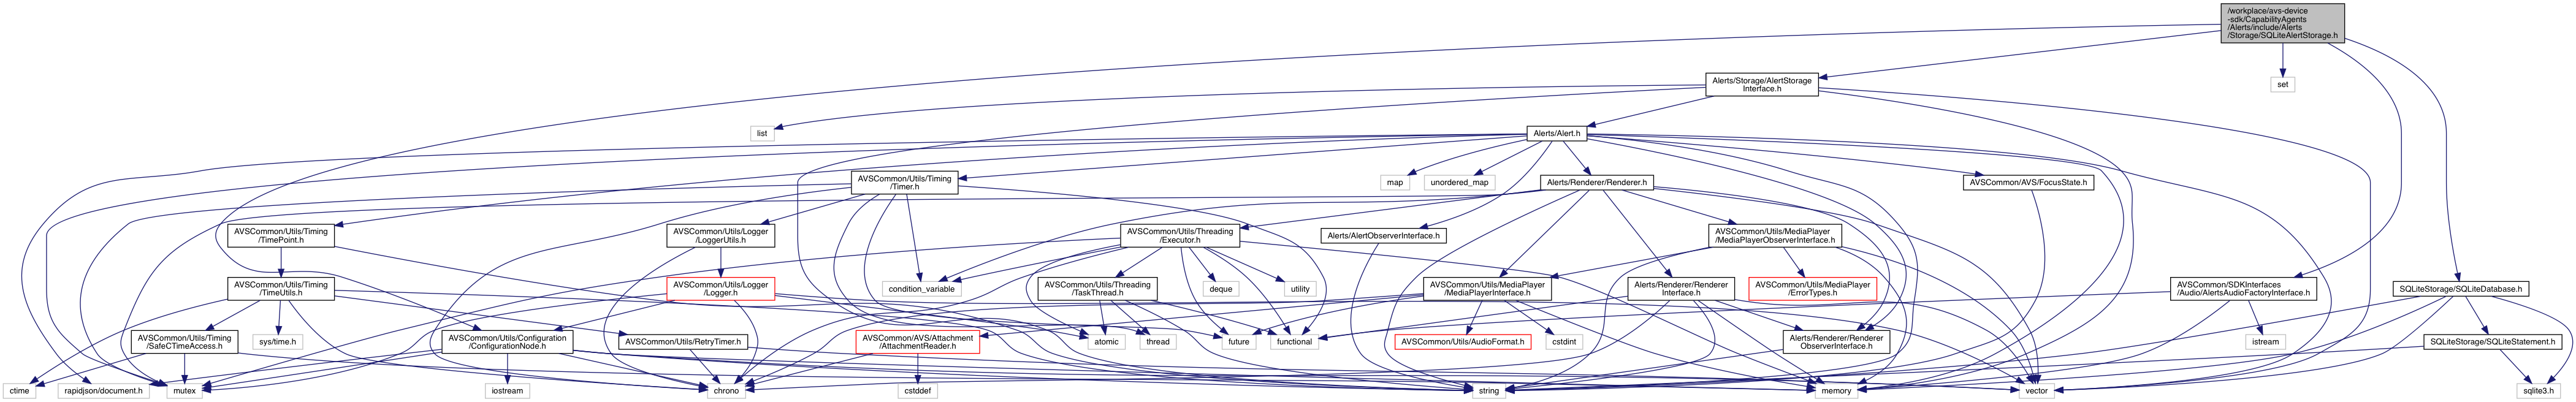 /workplace/avs-device
-sdk/CapabilityAgents
/Alerts/include/Alerts
/Storage/SQLiteAlertStorage.h
Alerts/Storage/AlertStorage
Interface.h
set
list
Alerts/Alert.h
AVSCommon/Utils/Timing
/Timer.h
map
unordered_map
Alerts/Renderer/Renderer.h
AVSCommon/AVS/FocusState.h
AVSCommon/Utils/Timing
/TimePoint.h
AVSCommon/Utils/Logger
/LoggerUtils.h
AVSCommon/Utils/Threading
/Executor.h
Alerts/AlertObserverInterface.h
AVSCommon/Utils/MediaPlayer
/MediaPlayerObserverInterface.h
AVSCommon/Utils/Timing
/TimeUtils.h
AVSCommon/Utils/Logger
/Logger.h
condition_variable
AVSCommon/Utils/Threading
/TaskThread.h
deque
utility
AVSCommon/Utils/MediaPlayer
/MediaPlayerInterface.h
Alerts/Renderer/Renderer
Interface.h
AVSCommon/Utils/MediaPlayer
/ErrorTypes.h
AVSCommon/SDKInterfaces
/Audio/AlertsAudioFactoryInterface.h
SQLiteStorage/SQLiteDatabase.h
AVSCommon/Utils/Timing
/SafeCTimeAccess.h
sys/time.h
AVSCommon/Utils/Configuration
/ConfigurationNode.h
AVSCommon/Utils/RetryTimer.h
AVSCommon/AVS/Attachment
/AttachmentReader.h
atomic
thread
future
functional
AVSCommon/Utils/AudioFormat.h
cstdint
Alerts/Renderer/Renderer
ObserverInterface.h
istream
SQLiteStorage/SQLiteStatement.h
ctime
rapidjson/document.h
mutex
iostream
chrono
cstddef
string
memory
vector
sqlite3.h